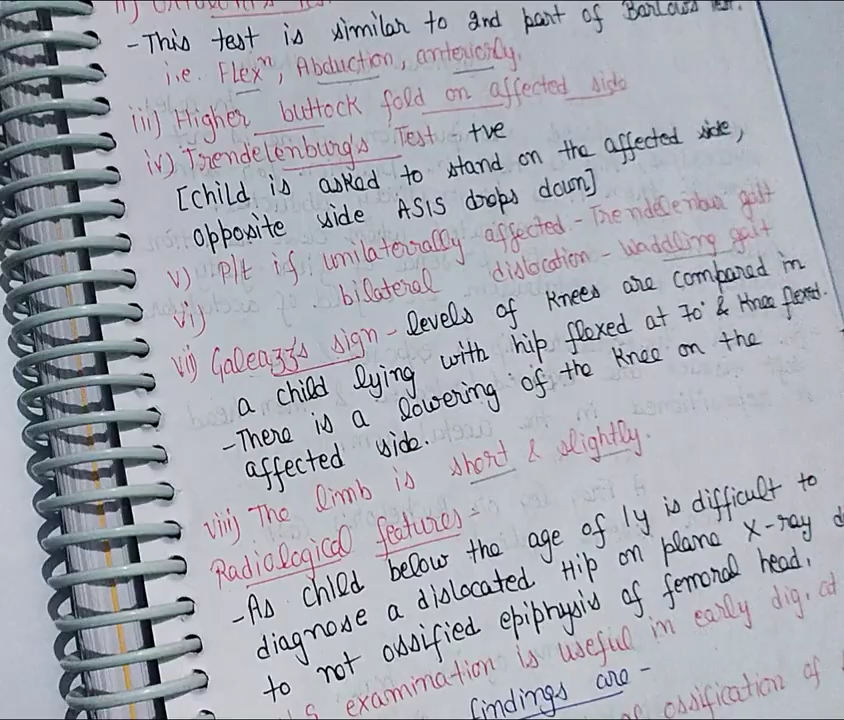 - This test is similar to 2nd part of Barlow's test.
i.e. Flexⁿ, Abduction, anteriorly.
iii) Higher buttock fold on affected side
iv) Trendelenburg's Test - +ve
[child is asked to stand on the affected side,
opposite side ASIS drops down]
v) P/t if unilaterally affected - Trendelenbur gait
vi) bilateral dislocation - Waddling gait
vii) Galeazzi's sign - levels of knees are compared in
a child lying with hip flexed at 70° & knee flexed.
- There is a lowering of the knee on the
affected side.
viii) The limb is short & slightly.
Radiological features -
- As child below the age of 1y is difficult to
diagnose a dislocated Hip on plane X-ray d
to not ossified epiphysis of femoral head.
examination is useful in early dig. at
findings are -
ossification of